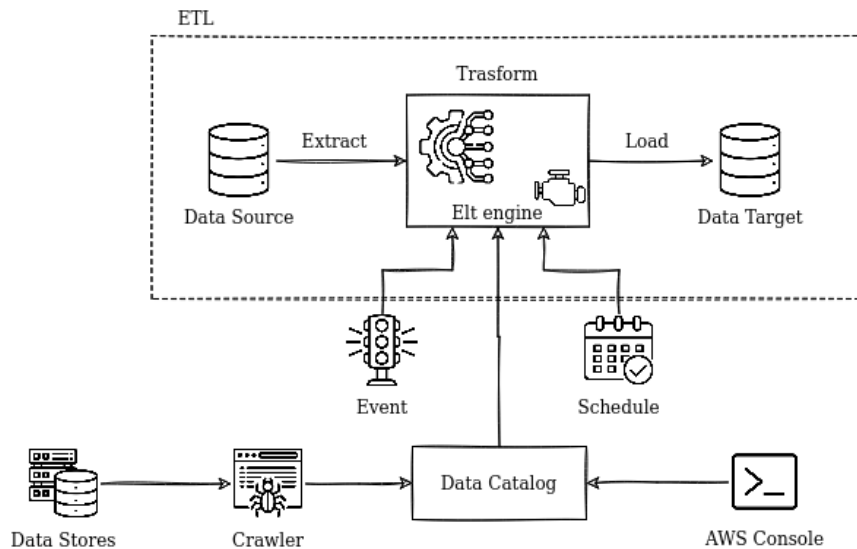 ETL
Trasform
Extract
Load
Data Source
Elt engine
Data Target
Event
Schedule
Data Catalog
Data Stores
Crawler
AWS Console